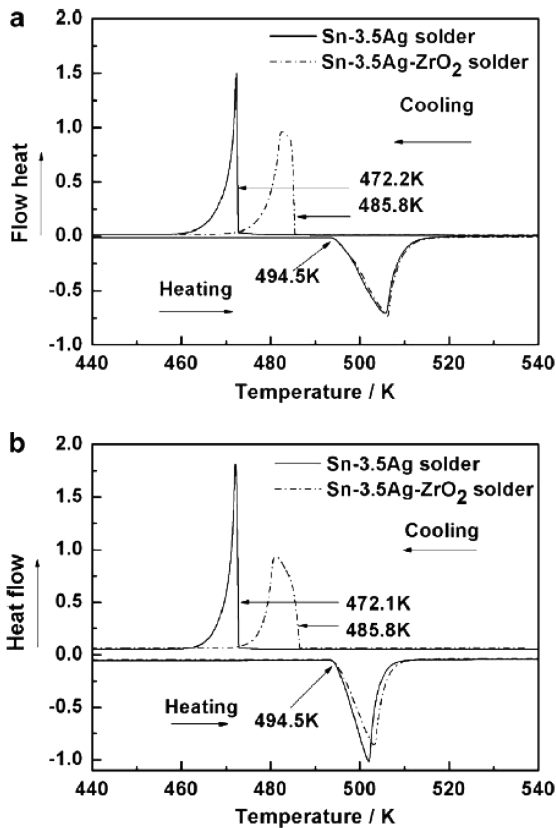 a
Sn-3.5Ag solder
Sn-3.5Ag-ZrO₂ solder
Cooling
Flow heat
2.0
1.5
1.0
0.5
0.0
-0.5
-1.0
472.2K
485.8K
494.5K
Heating
440 460 480 500 520 540
Temperature / K
b
Sn-3.5Ag solder
Sn-3.5Ag-ZrO₂ solder
Cooling
Heat flow
2.0
1.5
1.0
0.5
0.0
-0.5
-1.0
472.1K
485.8K
494.5K
Heating
440 460 480 500 520 540
Temperature / K